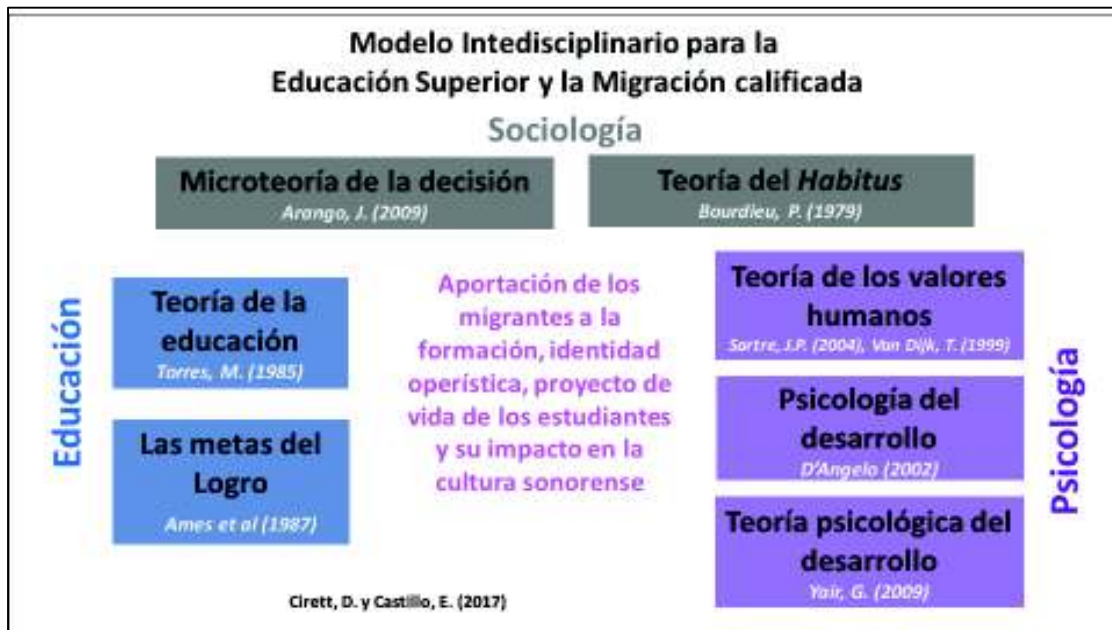 Modelo Intedisciplinario para la
Educación Superior y la Migración calificada
Sociología
Microteoría de la decisión
Arango, J. (2009)
Teoría del Habitus
Bourdieu, P. (1979)
Educación
Teoría de la
educación
Torres, M. (1985)
Las metas del
Logro
Ames et al (1987)
Aportación de los
migrantes a la
formación, identidad
operística, proyecto de
vida de los estudiantes
y su impacto en la
cultura sonorense
Teoría de los valores
humanos
Sartre, J.P. (2004), Van Dijk, T. (1999)
Psicología del
desarrollo
D'Angelo (2002)
Teoría psicológica del
desarrollo
Yair, G. (2009)
Psicología
Cirett, D. y Castillo, E. (2017)